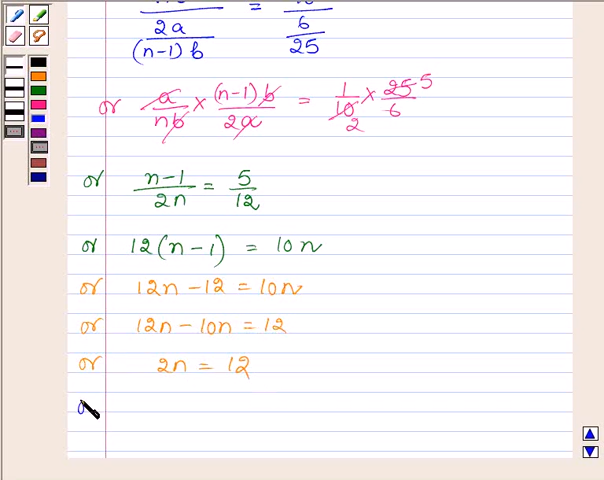 2a / (n-1)b = 6 / 25
or a/nb × (n-1)b/2a = 1/10 2 × 25 5/6
or n-1/2n = 5/12
or 12(n-1) = 10n
or 12n - 12 = 10n
or 12n - 10n = 12
or 2n = 12